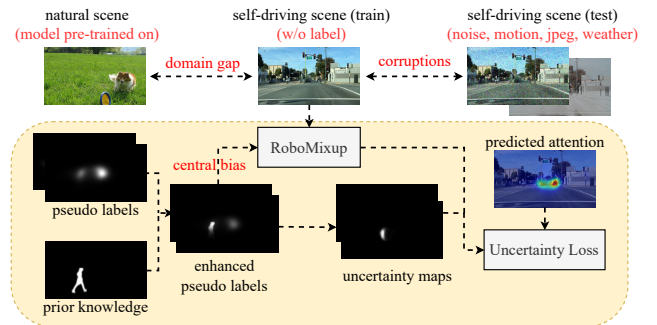 natural scene
(model pre-trained on)
self-driving scene (train)
(w/o label)
self-driving scene (test)
(noise, motion, jpeg, weather)
domain gap
corruptions
RoboMixup
central bias
predicted attention
pseudo labels
prior knowledge
enhanced
pseudo labels
uncertainty maps
Uncertainty Loss